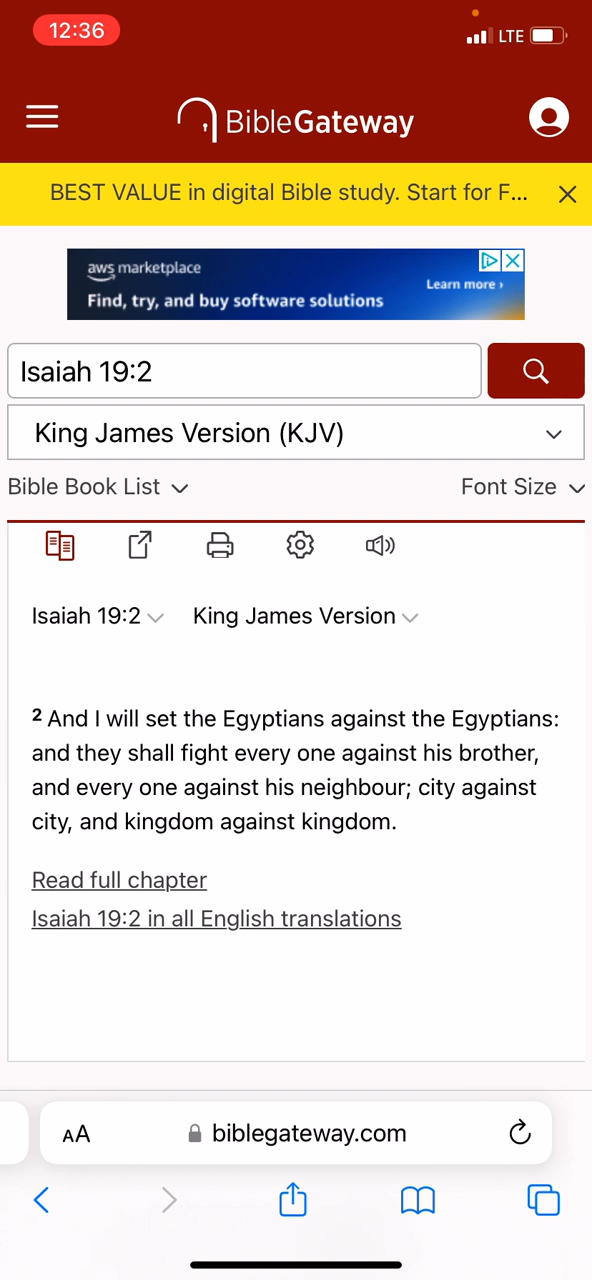 12:36
LTE
BibleGateway
BEST VALUE in digital Bible study. Start for F...
aws marketplace
Learn more ›
Find, try, and buy software solutions
Isaiah 19:2
King James Version (KJV)
Bible Book List
Font Size
Isaiah 19:2 King James Version
2 And I will set the Egyptians against the Egyptians:
and they shall fight every one against his brother,
and every one against his neighbour; city against
city, and kingdom against kingdom.
Read full chapter
Isaiah 19:2 in all English translations
AA biblegateway.com